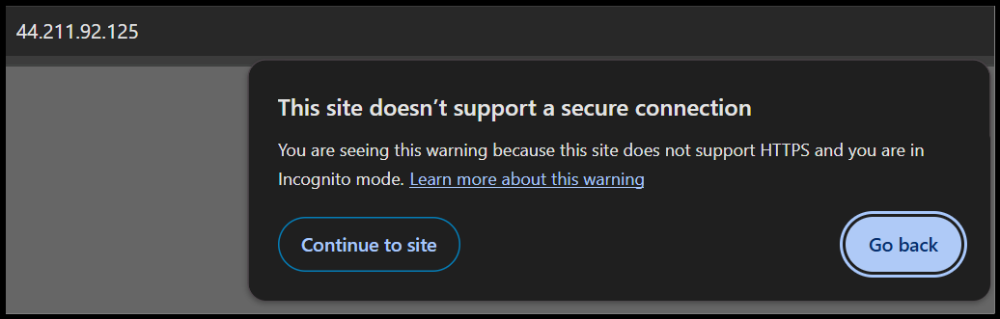 44.211.92.125
This site doesn’t support a secure connection
You are seeing this warning because this site does not support HTTPS and you are in
Incognito mode. Learn more about this warning
Continue to site
Go back